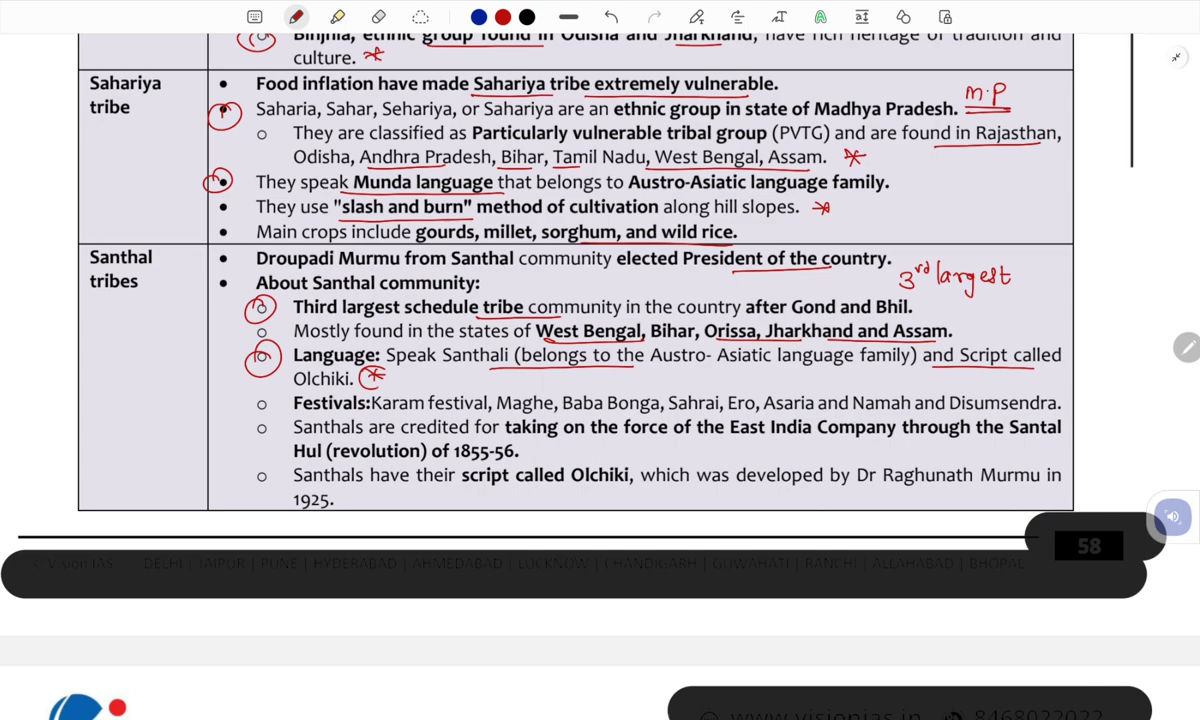 Binjhia, ethnic group found in Odisha and Jharkhand, have rich heritage of tradition and
culture.
Sahariya
tribe
• Food inflation have made Sahariya tribe extremely vulnerable.
• Saharia, Sahar, Sehariya, or Sahariya are an ethnic group in state of Madhya Pradesh. M.P
o They are classified as Particularly vulnerable tribal group (PVTG) and are found in Rajasthan,
Odisha, Andhra Pradesh, Bihar, Tamil Nadu, West Bengal, Assam.
• They speak Munda language that belongs to Austro-Asiatic language family.
• They use "slash and burn" method of cultivation along hill slopes.
• Main crops include gourds, millet, sorghum, and wild rice.
Santhal
tribes
• Droupadi Murmu from Santhal community elected President of the country.
• About Santhal community:
3rd largest
o Third largest schedule tribe community in the country after Gond and Bhil.
o Mostly found in the states of West Bengal, Bihar, Orissa, Jharkhand and Assam.
o Language: Speak Santhali (belongs to the Austro- Asiatic language family) and Script called
Olchiki.
o Festivals:Karam festival, Maghe, Baba Bonga, Sahrai, Ero, Asaria and Namah and Disumsendra.
o Santhals are credited for taking on the force of the East India Company through the Santal
Hul (revolution) of 1855-56.
o Santhals have their script called Olchiki, which was developed by Dr Raghunath Murmu in
1925.
58
Vision IAS DELHI | JAIPUR | PUNE | HYDERABAD | AHMEDABAD | LUCKNOW | CHANDIGARH | GUWAHATI | RANCHI | ALLAHABAD | BHOPAL
www.visionias.in 8468022022